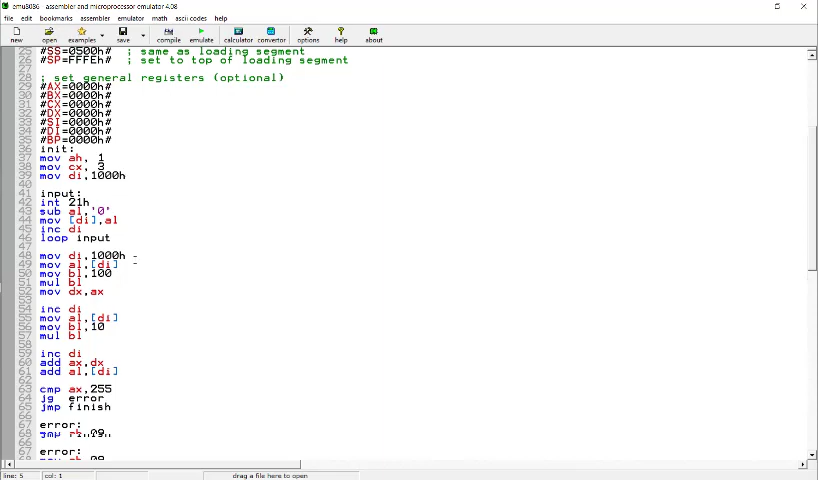 emu8086 - assembler and microprocessor emulator 4.08
file edit bookmarks assembler emulator math ascii codes help
new open examples save compile emulate calculator convertor options help about
25 #SS=0500h# ; same as loading segment
26 #SP=FFFEh# ; set to top of loading segment
27
28 ; set general registers (optional)
29 #AX=0000h#
30 #BX=0000h#
31 #CX=0000h#
32 #DX=0000h#
33 #SI=0000h#
34 #DI=0000h#
35 #BP=0000h#
36 init:
37 mov ah, 1
38 mov cx, 3
39 mov di,1000h
40
41 input:
42 int 21h
43 sub al,'0'
44 mov [di],al
45 inc di
46 loop input
47
48 mov di,1000h -
49 mov al,[di] -
50 mov bl,100
51 mul bl
52 mov dx,ax
53
54 inc di
55 mov al,[di]
56 mov bl,10
57 mul bl
58
59 inc di
60 add ax,dx
61 add al,[di]
62
63 cmp ax,255
64 jg error
65 jmp finish
66
67 error:
68
66
67 error:
line: 5 col: 1 drag a file here to open